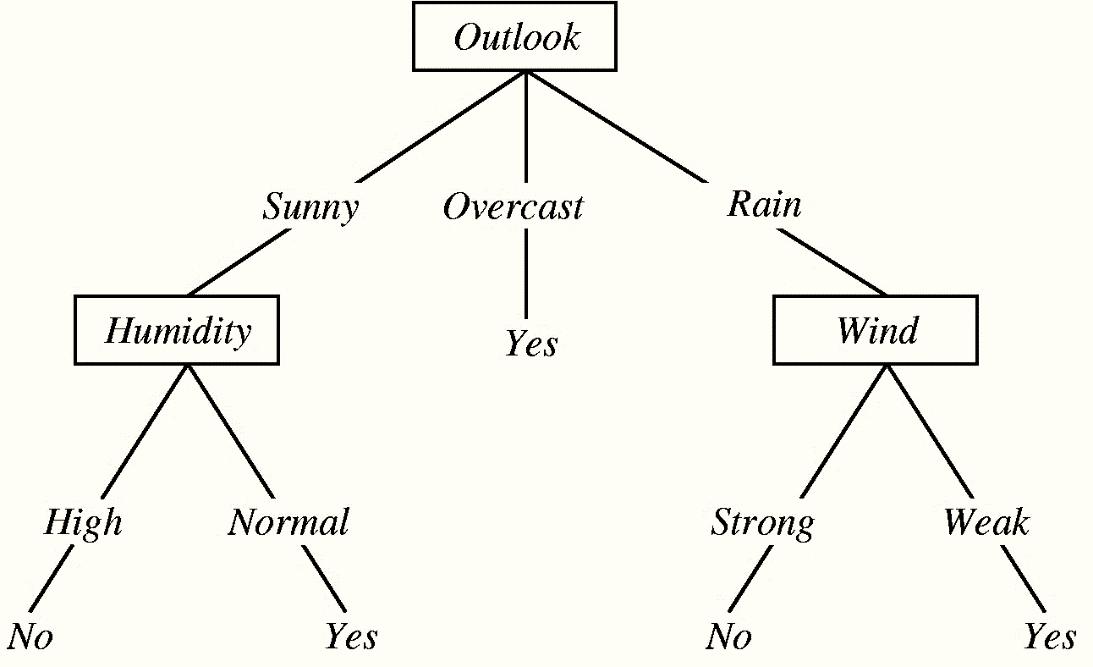 Outlook
Sunny Overcast Rain
Humidity Yes Wind
High Normal Strong Weak
No Yes No Yes